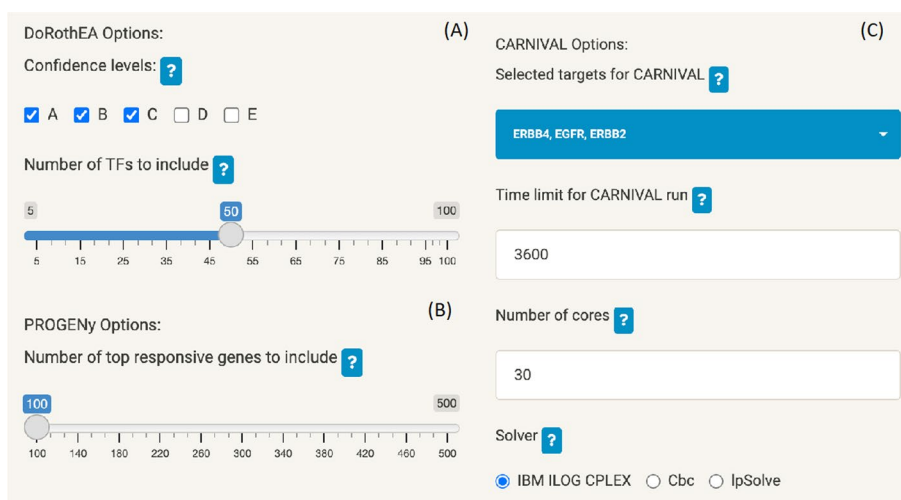 DoRothEA Options:
(A)
Confidence levels: ?
A B C D E
Number of TFs to include ?
5 50 100
5 15 25 35 45 55 65 75 85 95 100
PROGENy Options:
(B)
Number of top responsive genes to include ?
100 500
100 140 180 220 260 300 340 380 420 460 500
(C)
CARNIVAL Options:
Selected targets for CARNIVAL ?
ERBB4, EGFR, ERBB2
Time limit for CARNIVAL run ?
3600
Number of cores ?
30
Solver ?
IBM ILOG CPLEX Cbc lpSolve